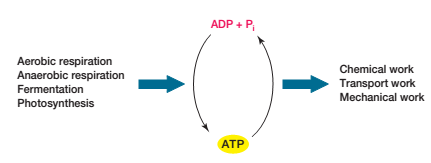 ADP + Pi
Aerobic respiration
Anaerobic respiration
Fermentation
Photosynthesis
Chemical work
Transport work
Mechanical work
ATP